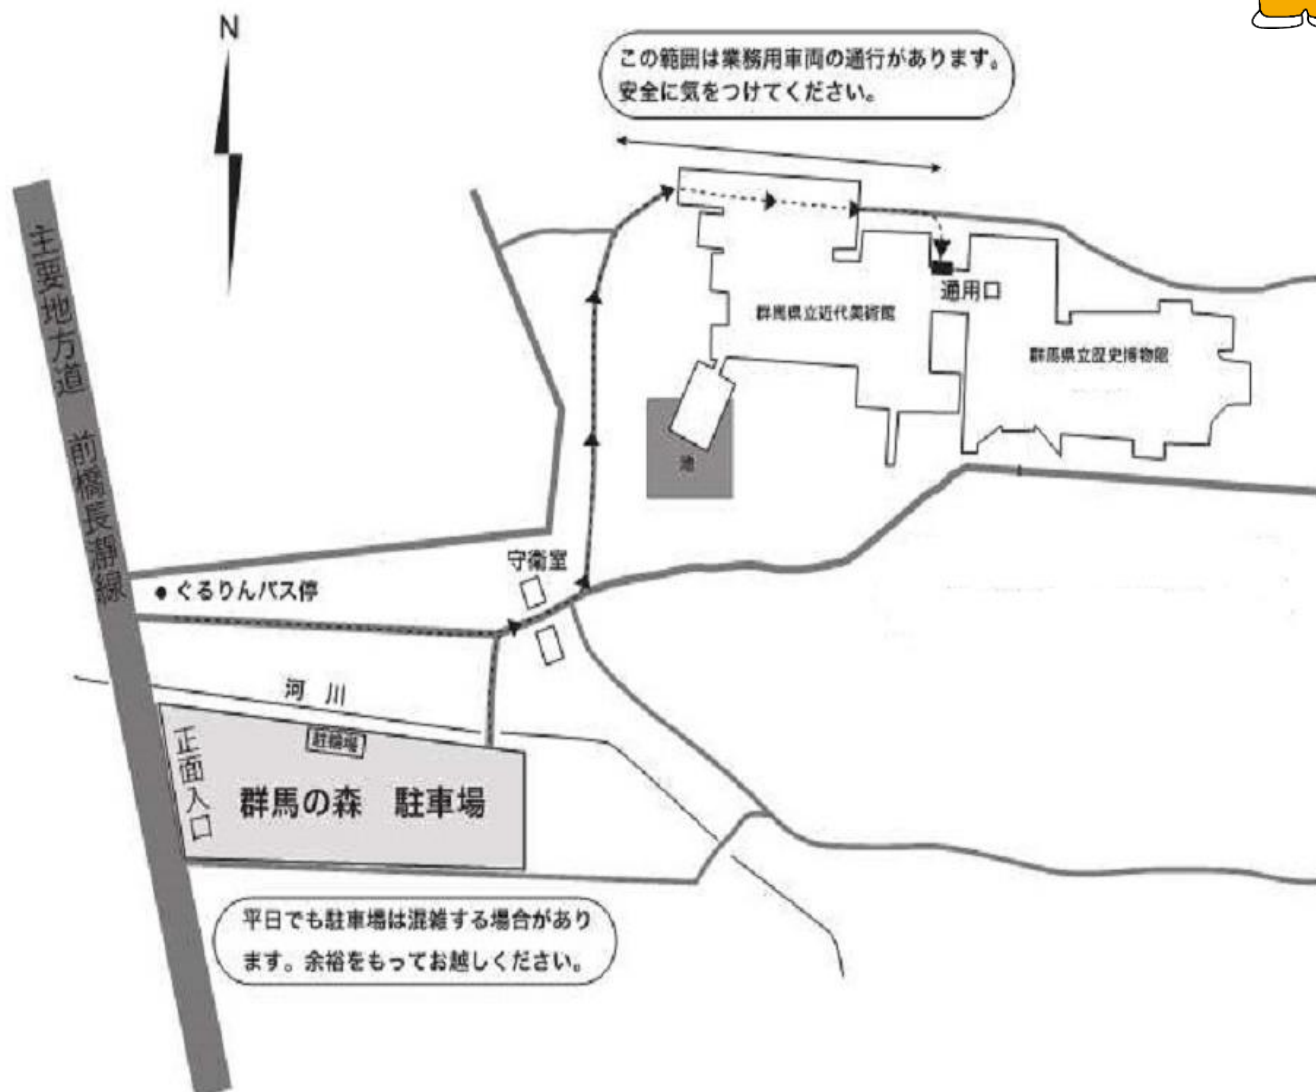 N
この範囲は業務用車両の通行があります。
安全に気をつけてください。
主要地方道 前橋長瀞線
通用口
群馬県立近代美術館
群馬県立歴史博物館
池
守衛室
● ぐるりんバス停
河 川
駐輪場
正面入口
群馬の森 駐車場
平日でも駐車場は混雑する場合があり
ます。余裕をもってお越しください。